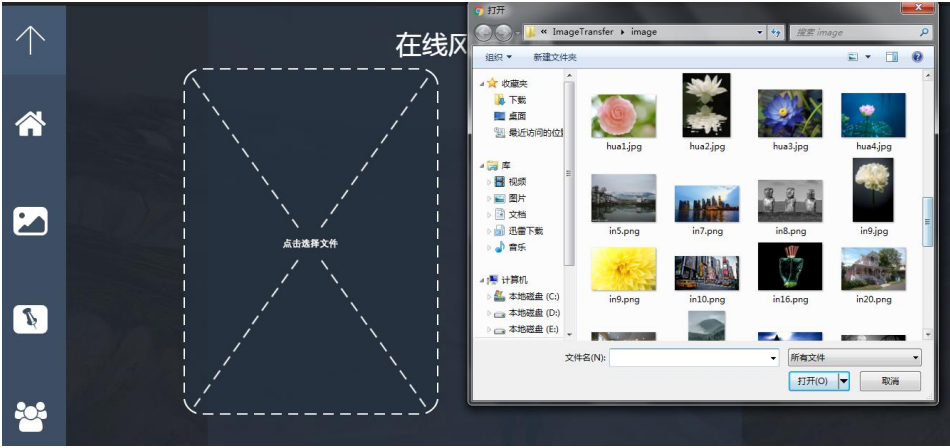 在线风
点击选择文件
打开
« ImageTransfer ▸ image
搜索 image
组织 新建文件夹
收藏夹
下载
桌面
最近访问的位
库
视频
图片
文档
迅雷下载
音乐
计算机
本地磁盘 (C:)
本地磁盘 (D:)
本地磁盘 (E:)
hua1.jpg hua2.jpg hua3.jpg hua4.jpg
in5.png in7.png in8.png in9.jpg
in9.png in10.png in16.png in20.png
文件名(N): 所有文件
打开(O) 取消